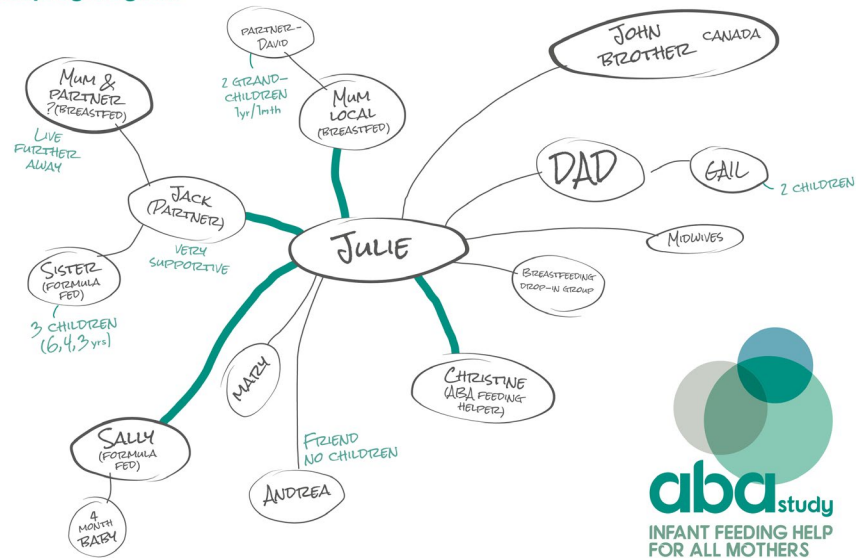 PARTNER-
DAVID
2 GRAND-
CHILDREN
1yr/1mth
MUM
LOCAL
(BREASTFED)
JOHN
BROTHER CANADA
MUM &
PARTNER
?(BREASTFED)
LIVE
FURTHER
AWAY
JACK
(PARTNER)
VERY
SUPPORTIVE
SISTER
(FORMULA
FED)
3 CHILDREN
(6,4,3 yrs)
DAD
GAIL
2 CHILDREN
JULIE
MIDWIVES
BREASTFEEDING
DROP-IN GROUP
CHRISTINE
(ABA FEEDING
HELPER)
MARY
FRIEND
NO CHILDREN
ANDREA
SALLY
(FORMULA
FED)
4
MONTH
BABY
aba study
INFANT FEEDING HELP
FOR ALL MOTHERS